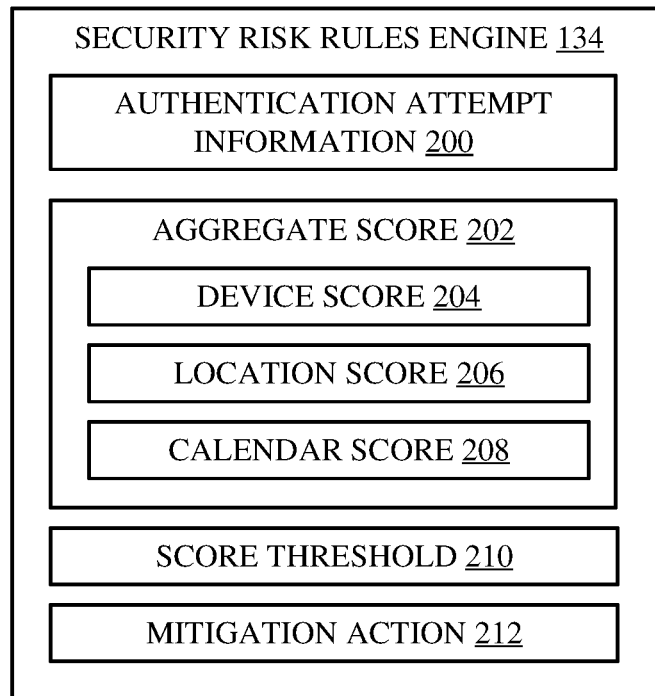 SECURITY RISK RULES ENGINE 134
AUTHENTICATION ATTEMPT
INFORMATION 200
AGGREGATE SCORE 202
DEVICE SCORE 204
LOCATION SCORE 206
CALENDAR SCORE 208
SCORE THRESHOLD 210
MITIGATION ACTION 212